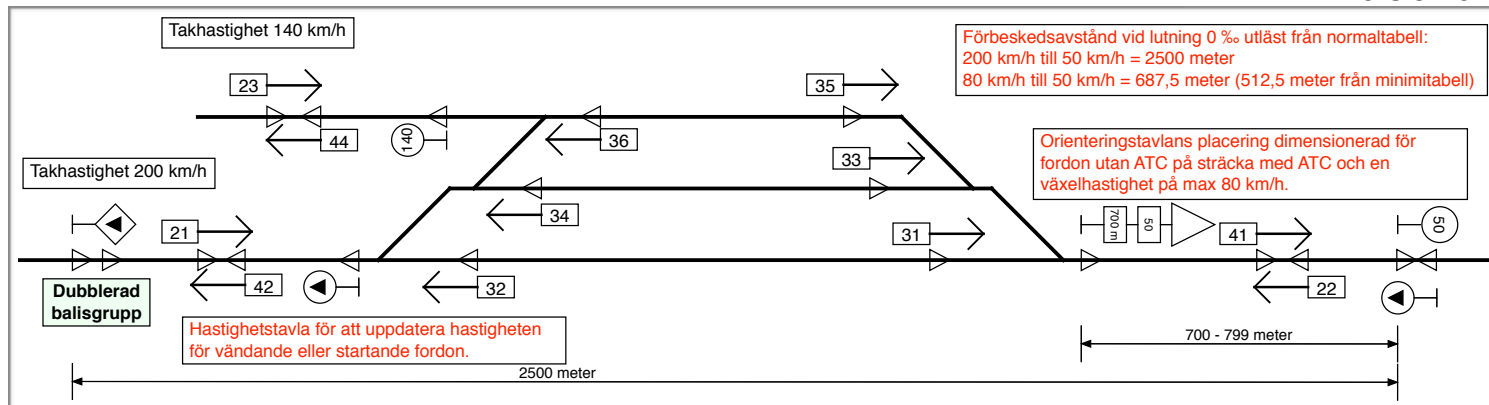 Takhastighet 140 km/h
Förbeskedsavstånd vid lutning 0 ‰ utläst från normaltabell:
200 km/h till 50 km/h = 2500 meter
80 km/h till 50 km/h = 687,5 meter (512,5 meter från minimitabell)
23
35
44
140
36
33
Orienteringstavlans placering dimensionerad för
fordon utan ATC på sträcka med ATC och en
växelhastighet på max 80 km/h.
Takhastighet 200 km/h
34
21
31
700 m
50
41
50
42
32
22
Dubblerad
balisgrupp
Hastighetstavla för att uppdatera hastigheten
för vändande eller startande fordon.
700 - 799 meter
2500 meter